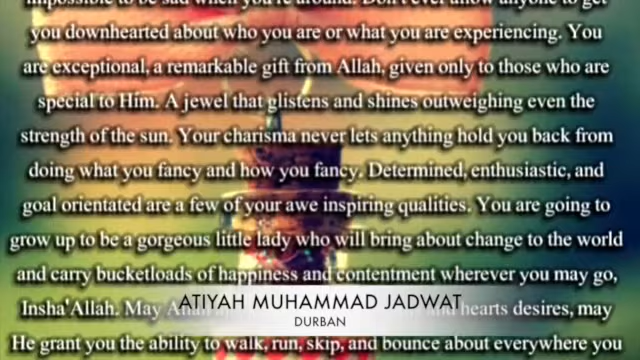 impossible to be sad when you're around. Don't ever allow anyone to get
you downhearted about who you are or what you are experiencing. You
are exceptional, a remarkable gift from Allah, given only to those who are
special to Him. A jewel that glistens and shines outweighing even the
strength of the sun. Your charisma never lets anything hold you back from
doing what you fancy and how you fancy. Determined, enthusiastic, and
goal orientated are a few of your awe inspiring qualities. You are going to
grow up to be a gorgeous little lady who will bring about change to the world
and carry bucketloads of happiness and contentment wherever you may go,
Insha'Allah. May hearts desires, may
ATIYAH MUHAMMAD JADWAT
DURBAN
He grant you the ability to walk, run, skip, and bounce about everywhere you